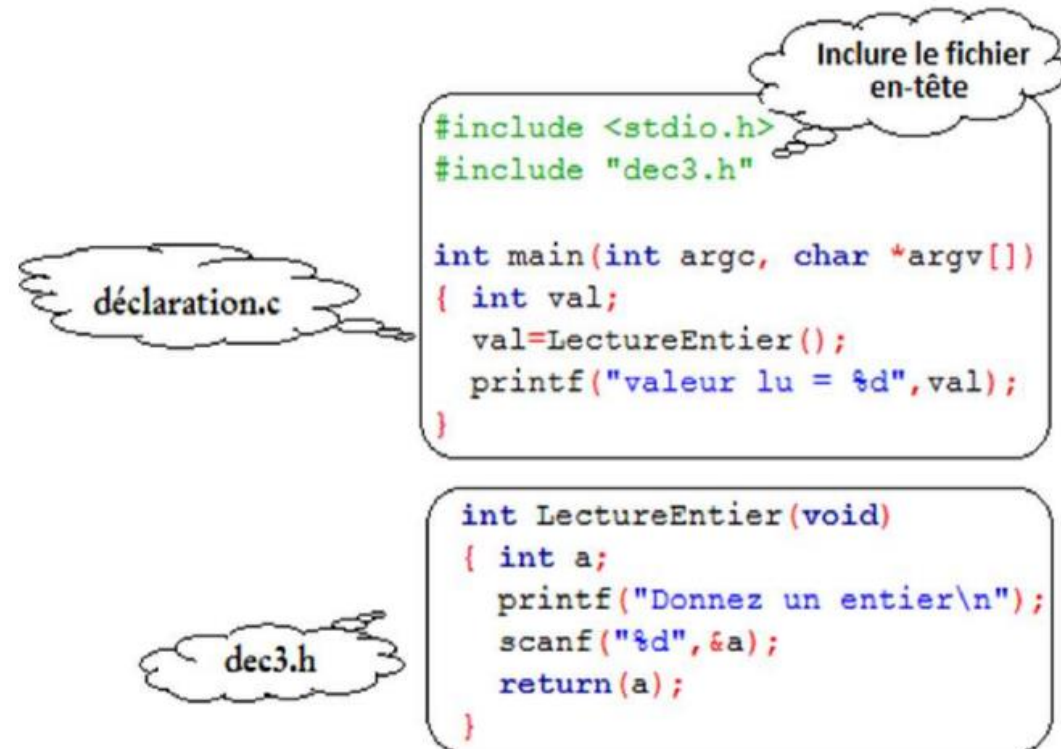 Inclure le fichier
en-tête
#include <stdio.h>
#include "dec3.h"
int main(int argc, char *argv[])
{ int val;
val=LectureEntier();
printf("valeur lu = %d",val);
}
déclaration.c
int LectureEntier(void)
{ int a;
printf("Donnez un entier\n");
scanf("%d",&a);
return(a);
}
dec3.h